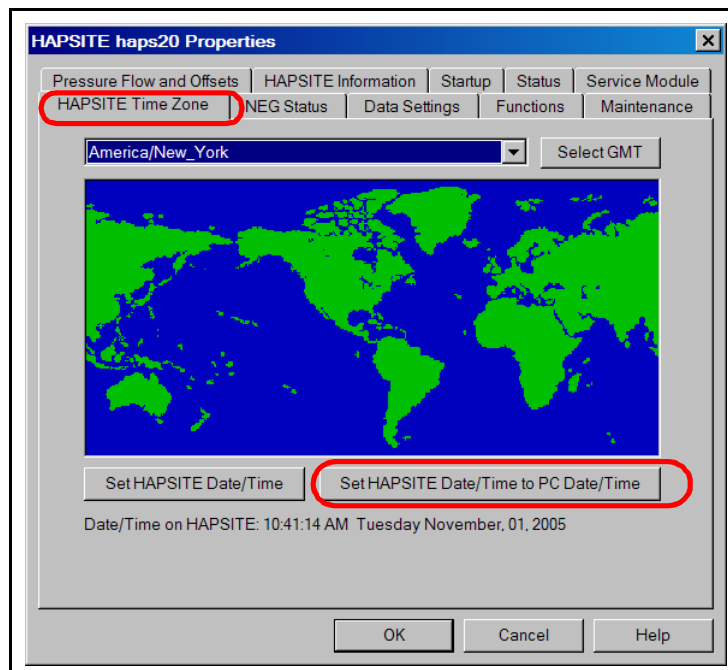 HAPSITE haps20 Properties
Pressure Flow and Offsets HAPSITE Information Startup Status Service Module
HAPSITE Time Zone NEG Status Data Settings Functions Maintenance
America/New_York Select GMT
Set HAPSITE Date/Time Set HAPSITE Date/Time to PC Date/Time
Date/Time on HAPSITE: 10:41:14 AM Tuesday November, 01, 2005
OK Cancel Help